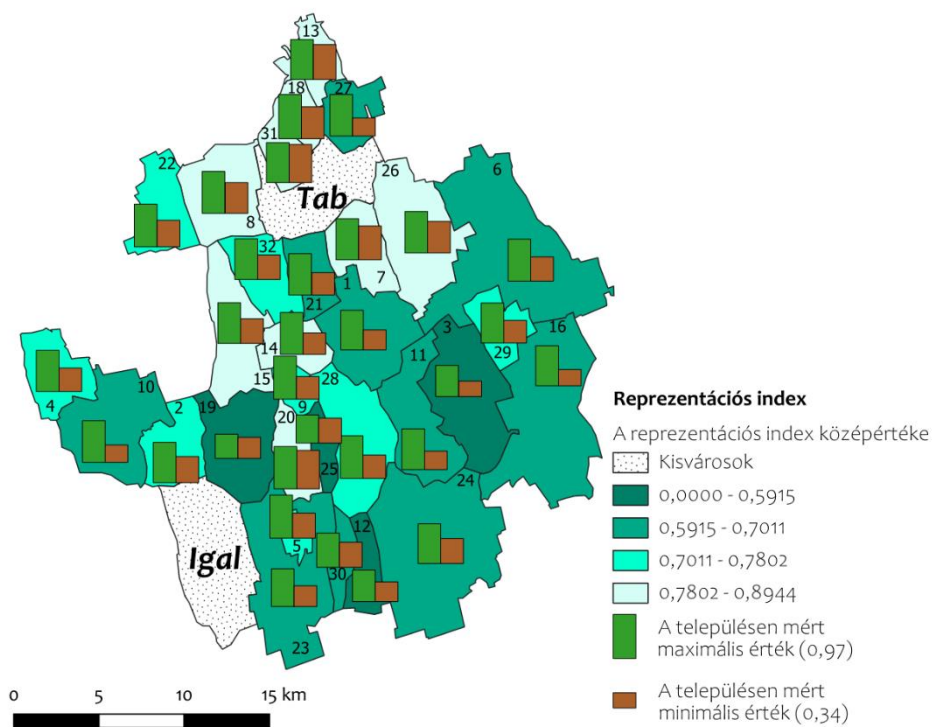 13
18
27
31
22
26
6
Tab
8
32
7
1
21
3
16
14
11
29
15
28
10
4
2
19
9
20
25
24
12
Igal
5
30
23
0 5 10 15 km
Reprezentációs index
A reprezentációs index középértéke
Kisvárosok
0,0000 - 0,5915
0,5915 - 0,7011
0,7011 - 0,7802
0,7802 - 0,8944
A településen mért
maximális érték (0,97)
A településen mért
minimális érték (0,34)